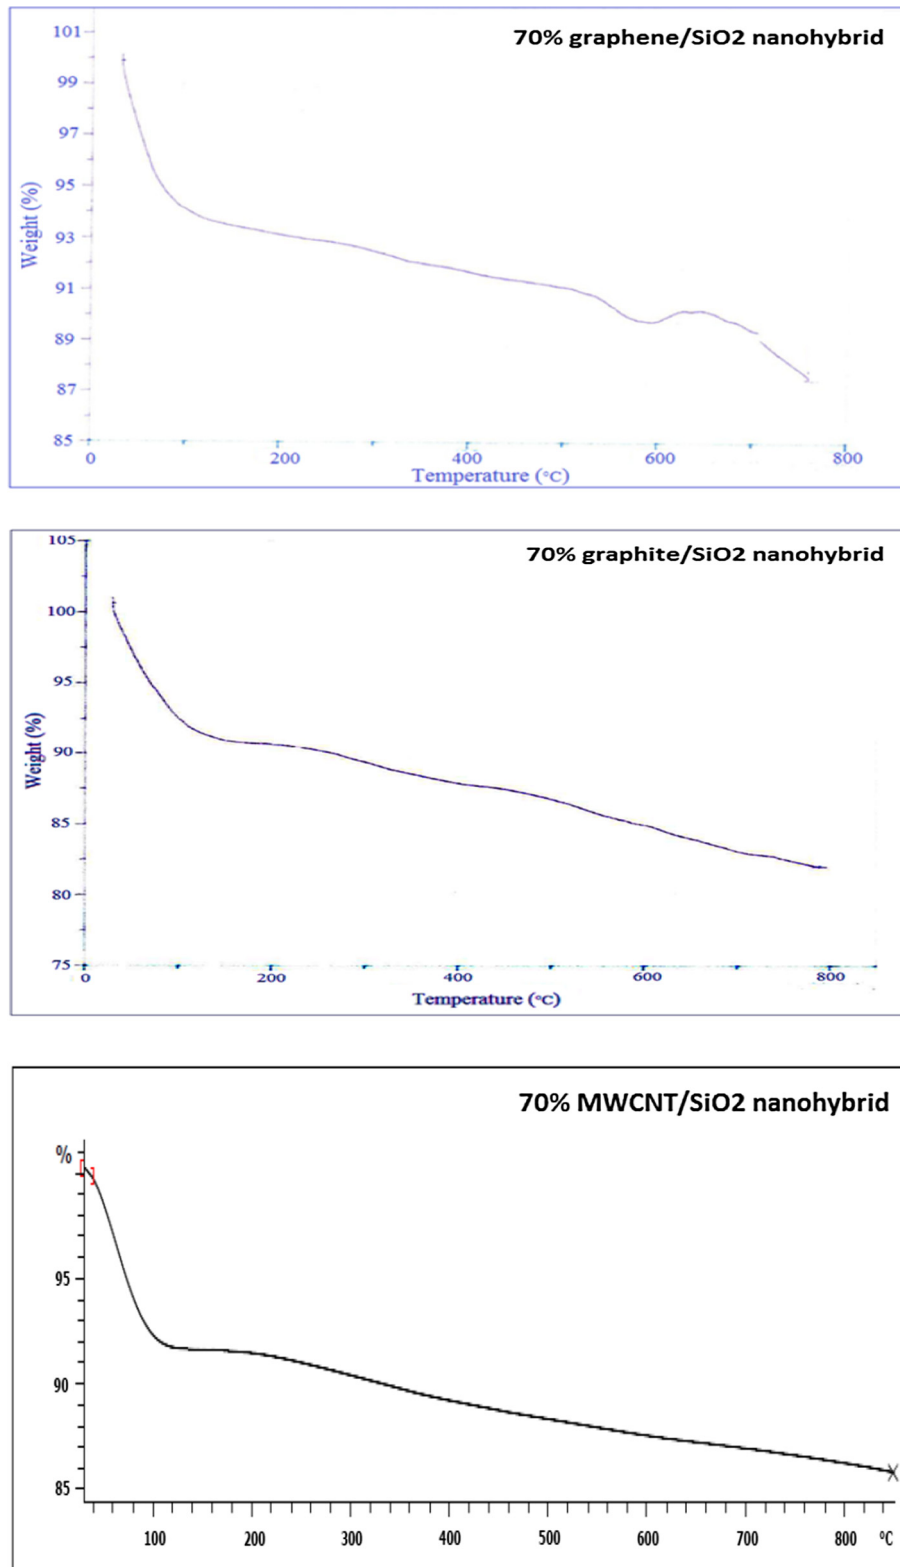 70% graphene/SiO2 nanohybrid
101
99
97
95
93
91
89
87
85
Weight (%)
0 200 400 600 800
Temperature (°C)
70% graphite/SiO2 nanohybrid
105
100
95
90
85
80
75
Weight (%)
0 200 400 600 800
Temperature (°C)
70% MWCNT/SiO2 nanohybrid
%
95
90
85
100 200 300 400 500 600 700 800 °C